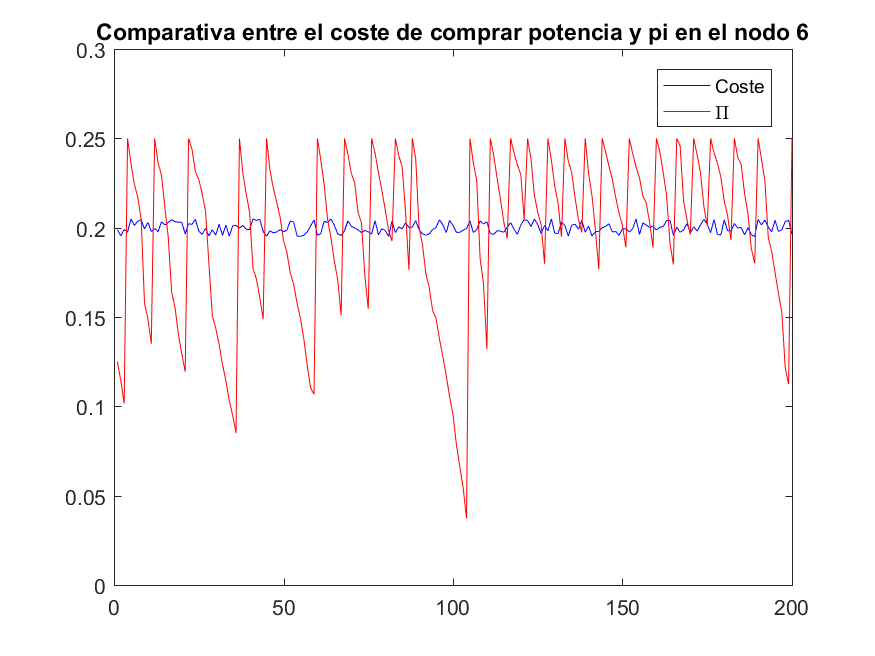 Comparativa entre el coste de comprar potencia y pi en el nodo 6
0.3
0.25
0.2
0.15
0.1
0.05
0
0 50 100 150 200
Coste
Π